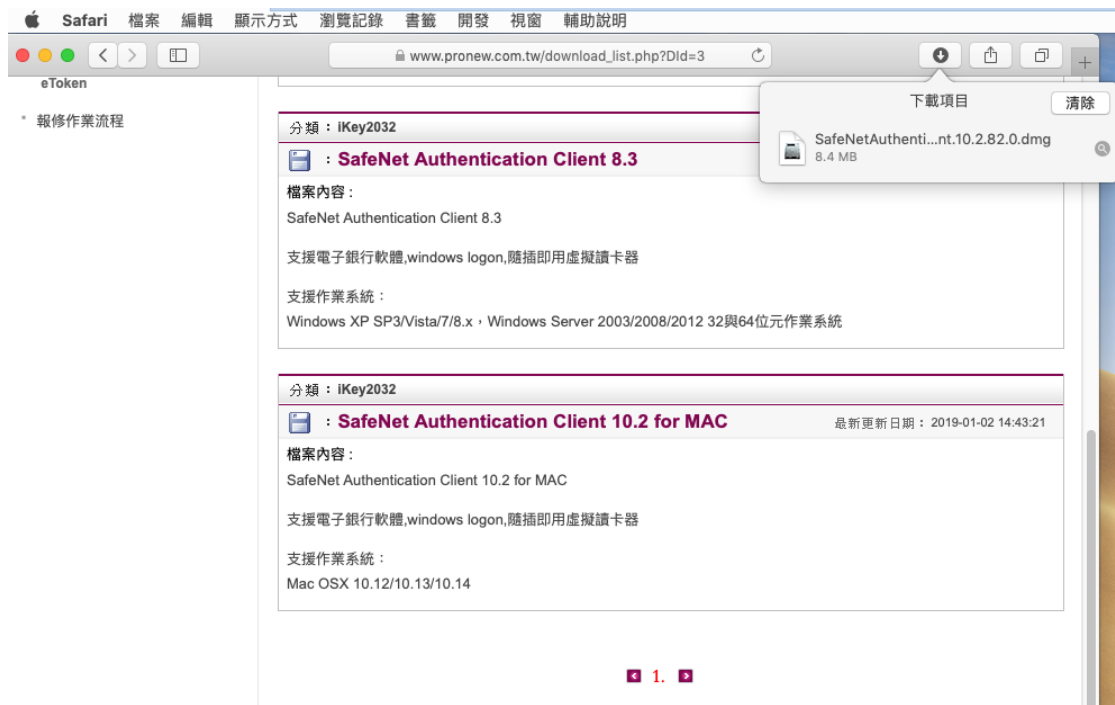 Safari 檔案 編輯 顯示方式 瀏覽記錄 書籤 開發 視窗 輔助說明
www.pronew.com.tw/download_list.php?DId=3
下載項目
清除
SafeNetAuthenti...nt.10.2.82.0.dmg
8.4 MB
eToken
報修作業流程
分類：iKey2032
：SafeNet Authentication Client 8.3
檔案內容：
SafeNet Authentication Client 8.3
支援電子銀行軟體,windows logon,隨插即用虛擬讀卡器
支援作業系統：
Windows XP SP3/Vista/7/8.x，Windows Server 2003/2008/2012 32與64位元作業系統
分類：iKey2032
：SafeNet Authentication Client 10.2 for MAC
最新更新日期：2019-01-02 14:43:21
檔案內容：
SafeNet Authentication Client 10.2 for MAC
支援電子銀行軟體,windows logon,隨插即用虛擬讀卡器
支援作業系統：
Mac OSX 10.12/10.13/10.14
1.